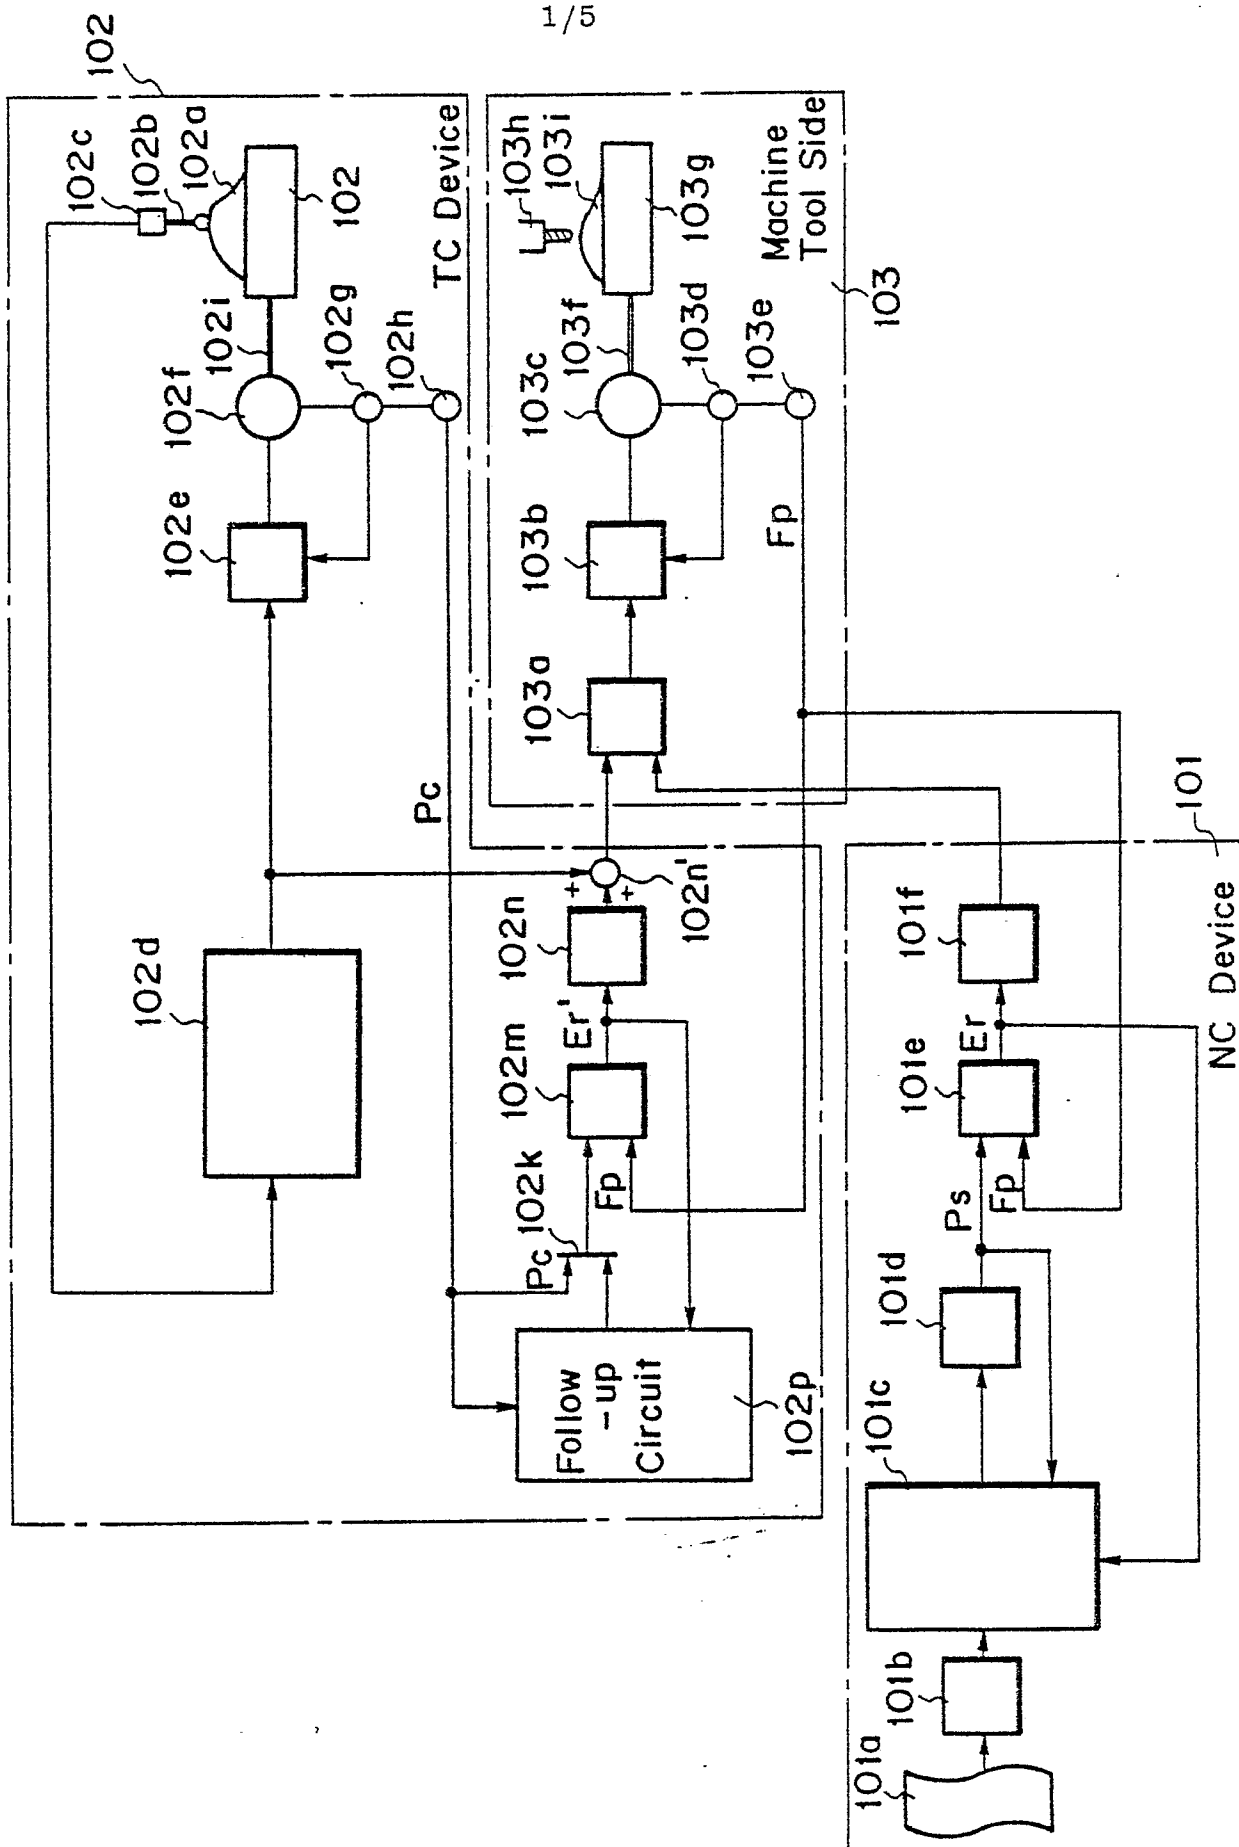 1/5
102
102c
102b
102a
102
102i
102f
102g
102h
102e
TC Device
102d
Pc
102n'
+
+
102n
Er'
102m
102k
Fp
Pc
Follow
-up
Circuit
102p
103h
103i
103g
Machine
Tool Side
103
103f
103c
103d
103e
103b
Fp
103a
101
NC Device
101f
Er
101e
Ps
Fp
101d
101c
101b
101a